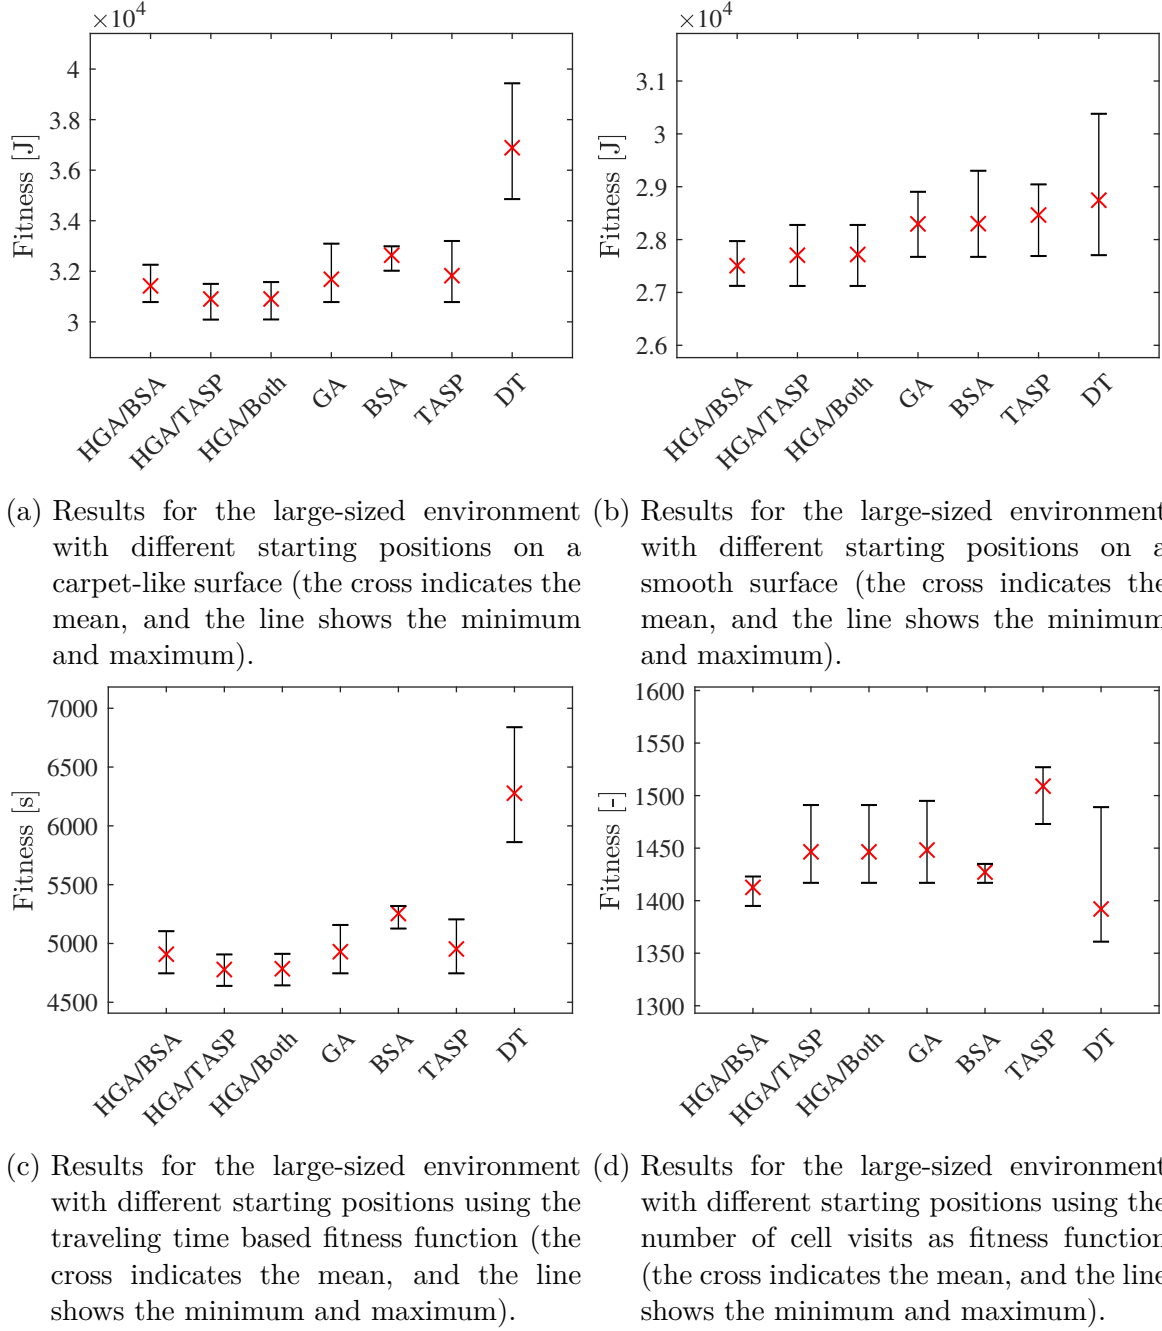 ×10⁴
4
3.8
3.6
3.4
3.2
3
Fitness [J]
HGA/BSA
HGA/TASP
HGA/Both
GA
BSA
TASP
DT
×10⁴
3.1
3
2.9
2.8
2.7
2.6
Fitness [J]
HGA/BSA
HGA/TASP
HGA/Both
GA
BSA
TASP
DT
(a) Results for the large-sized environment
with different starting positions on a
carpet-like surface (the cross indicates the
mean, and the line shows the minimum
and maximum).
(b) Results for the large-sized environment
with different starting positions on a
smooth surface (the cross indicates the
mean, and the line shows the minimum
and maximum).
7000
6500
6000
5500
5000
4500
Fitness [s]
HGA/BSA
HGA/TASP
HGA/Both
GA
BSA
TASP
DT
1600
1550
1500
1450
1400
1350
1300
Fitness [-]
HGA/BSA
HGA/TASP
HGA/Both
GA
BSA
TASP
DT
(c) Results for the large-sized environment
with different starting positions using the
traveling time based fitness function (the
cross indicates the mean, and the line
shows the minimum and maximum).
(d) Results for the large-sized environment
with different starting positions using the
number of cell visits as fitness function
(the cross indicates the mean, and the line
shows the minimum and maximum).